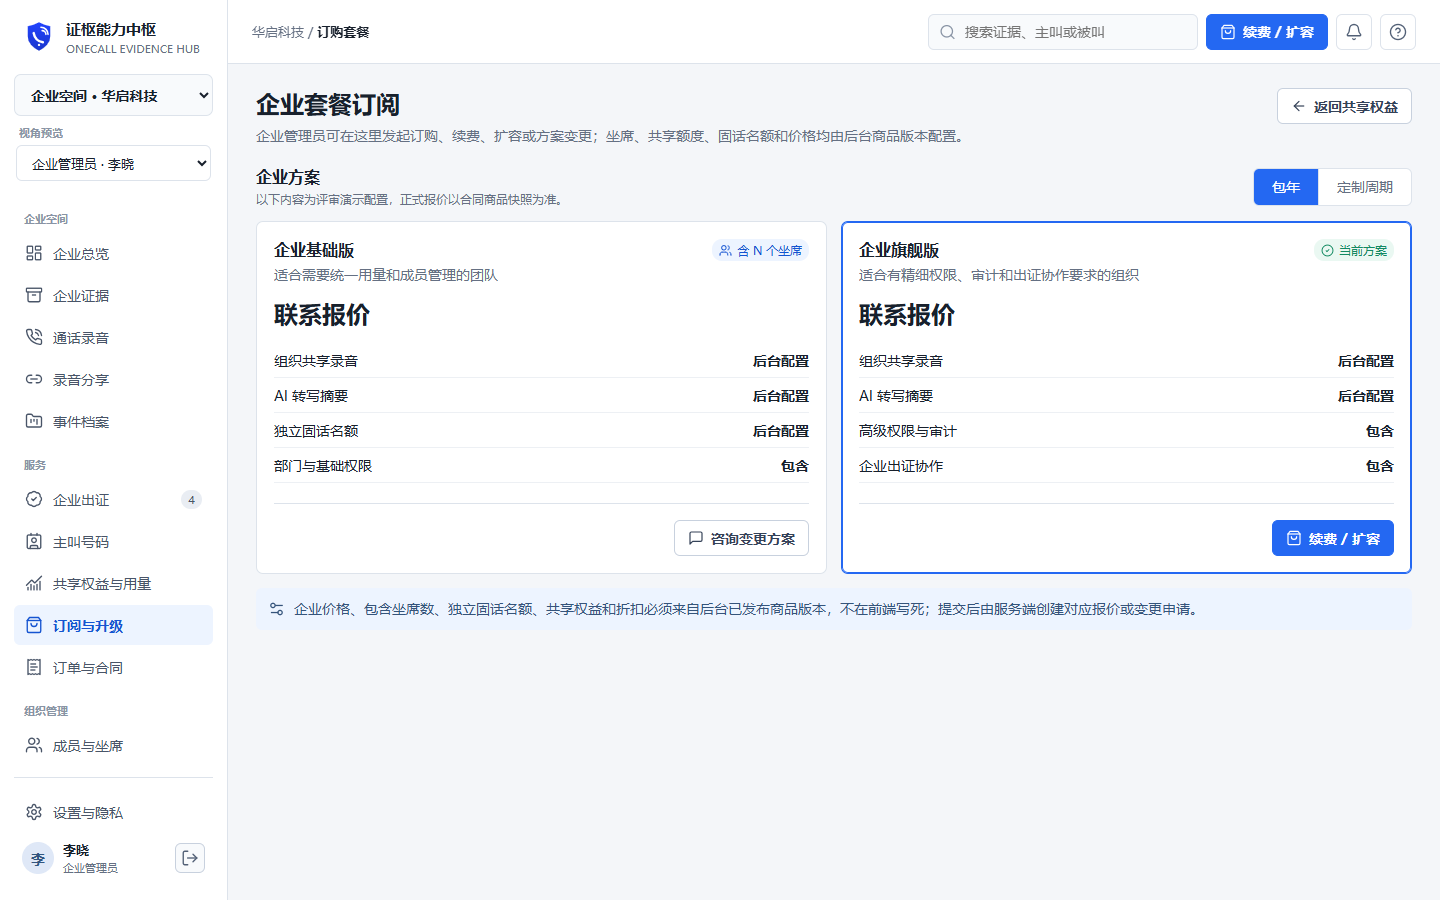 证枢能力中枢
ONECALL EVIDENCE HUB
企业空间 • 华启科技
视角预览
企业管理员 · 李晓
企业空间
企业总览
企业证据
通话录音
录音分享
事件档案
服务
企业出证
4
主叫号码
共享权益与用量
订阅与升级
订单与合同
组织管理
成员与坐席
设置与隐私
李
李晓
企业管理员
华启科技 / 订购套餐
搜索证据、主叫或被叫
续费 / 扩容
企业套餐订阅
企业管理员可在这里发起订购、续费、扩容或方案变更；坐席、共享额度、固话名额和价格均由后台商品版本配置。
返回共享权益
企业方案
以下内容为评审演示配置，正式报价以合同商品快照为准。
包年
定制周期
企业基础版
含 N 个坐席
适合需要统一用量和成员管理的团队
联系报价
组织共享录音 后台配置
AI 转写摘要 后台配置
独立固话名额 后台配置
部门与基础权限 包含
咨询变更方案
企业旗舰版
当前方案
适合有精细权限、审计和出证协作要求的组织
联系报价
组织共享录音 后台配置
AI 转写摘要 后台配置
高级权限与审计 包含
企业出证协作 包含
续费 / 扩容
企业价格、包含坐席数、独立固话名额、共享权益和折扣必须来自后台已发布商品版本，不在前端写死；提交后由服务端创建对应报价或变更申请。